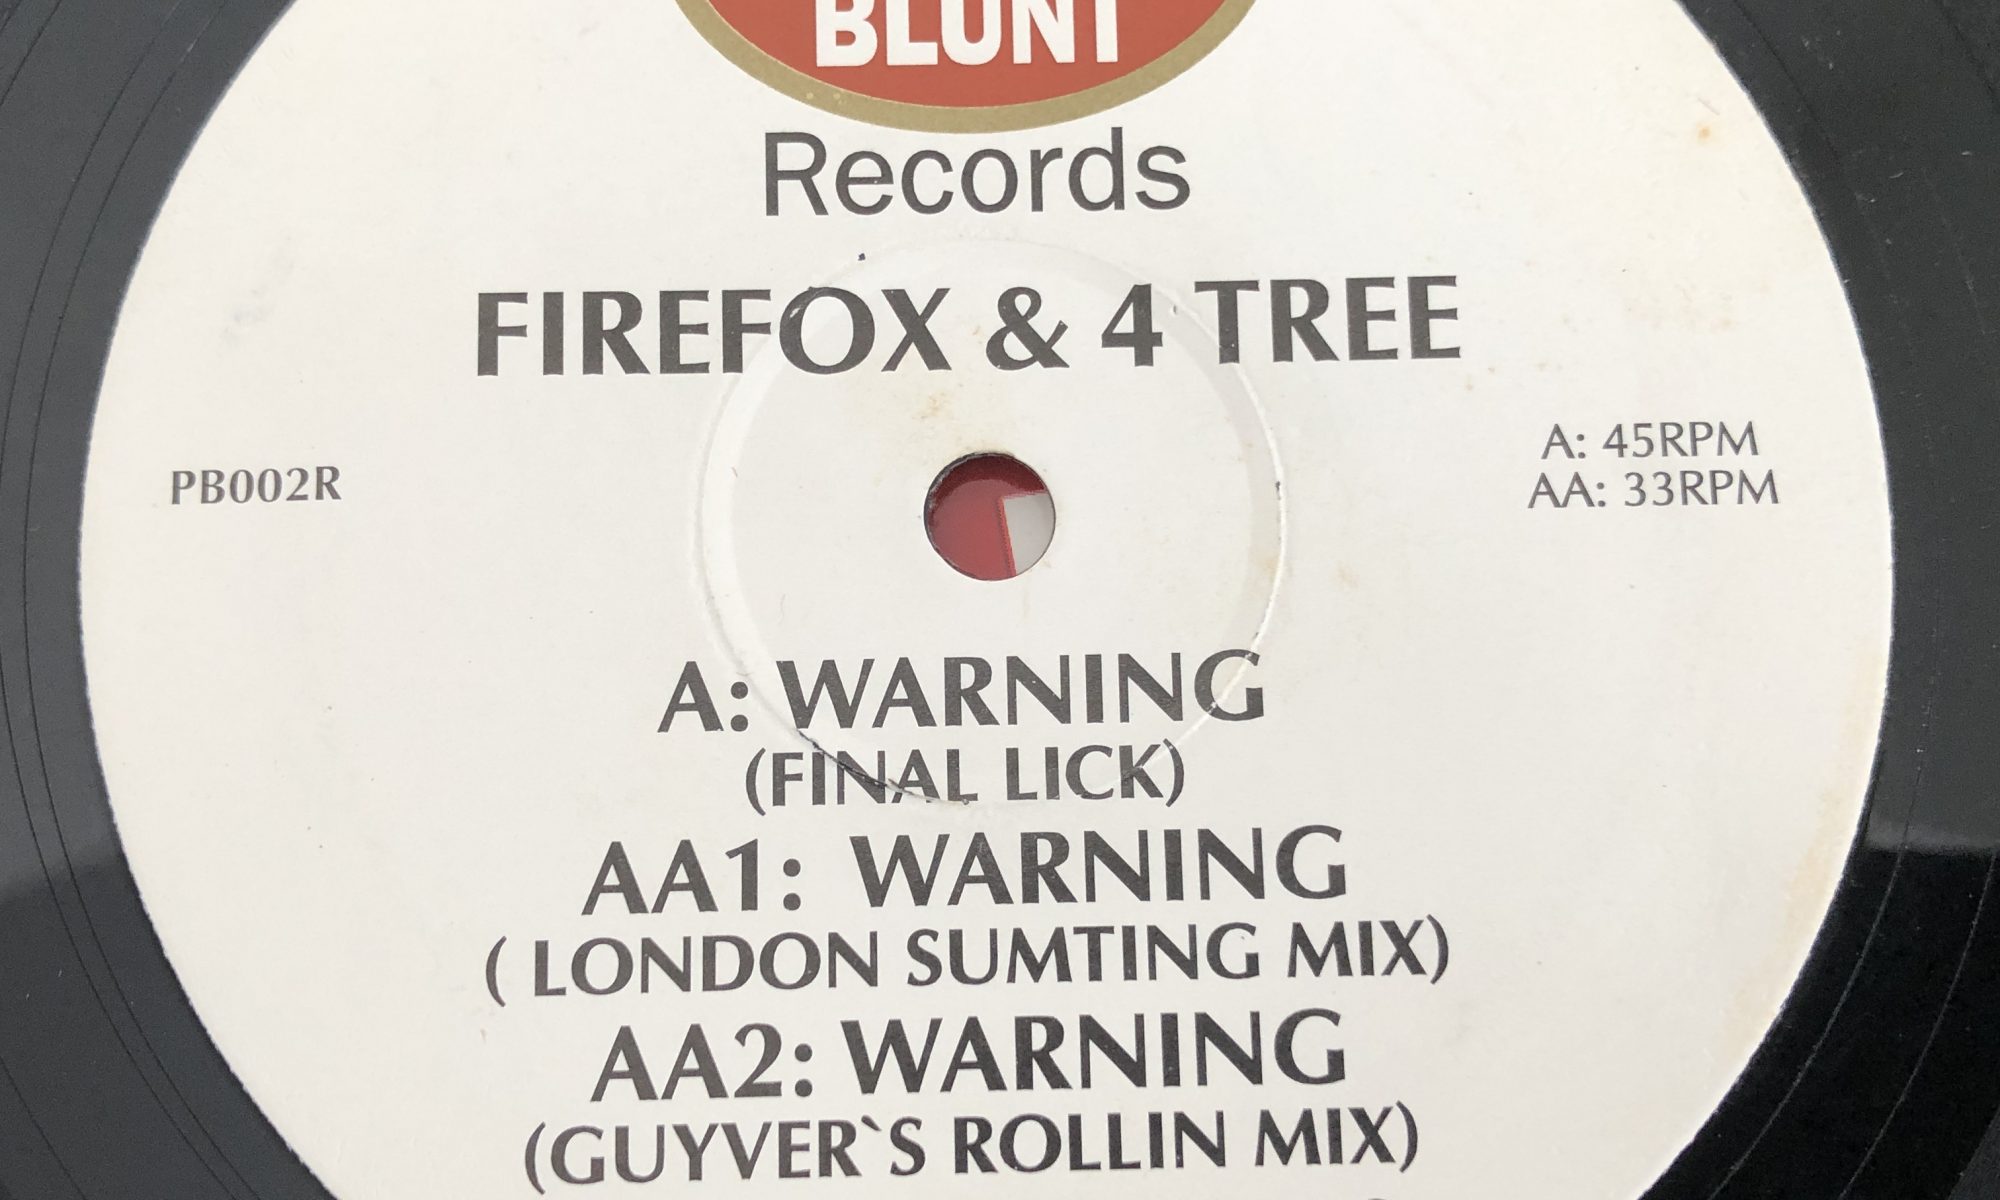 BLUNT
Records
FIREFOX & 4 TREE
PB002R
A: 45RPM
AA: 33RPM
A: WARNING
(FINAL LICK)
AA1: WARNING
( LONDON SUMTING MIX)
AA2: WARNING
(GUYVER`S ROLLIN MIX)